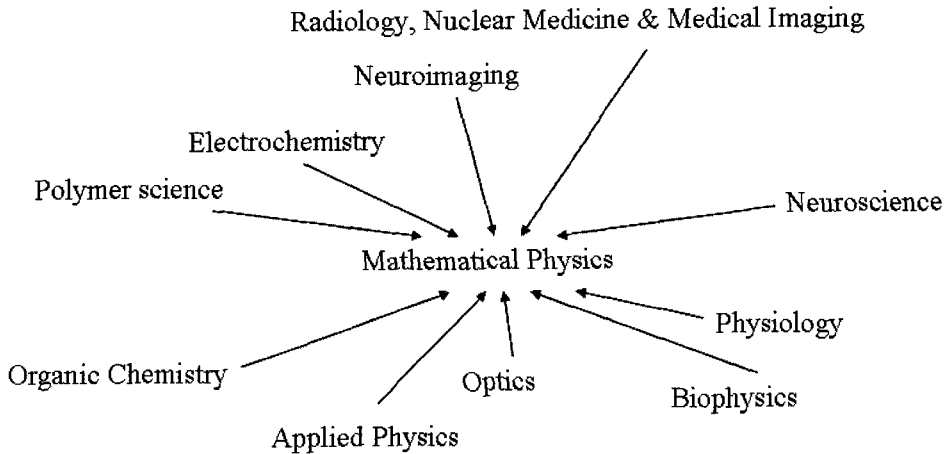 Radiology, Nuclear Medicine & Medical Imaging
Neuroimaging
Electrochemistry
Polymer science
Neuroscience
Mathematical Physics
Physiology
Organic Chemistry
Optics
Biophysics
Applied Physics